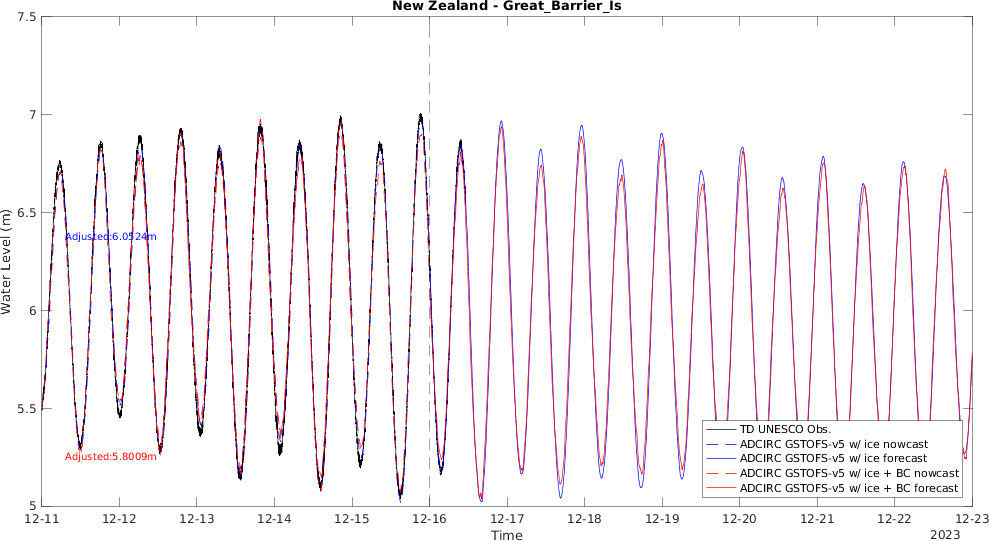 New Zealand - Great_Barrier_Is
7.5
7
6.5
6
5.5
5
Water Level (m)
Adjusted:6.0524m
Adjusted:5.8009m
TD UNESCO Obs.
ADCIRC GSTOFS-v5 w/ ice nowcast
ADCIRC GSTOFS-v5 w/ ice forecast
ADCIRC GSTOFS-v5 w/ ice + BC nowcast
ADCIRC GSTOFS-v5 w/ ice + BC forecast
12-11 12-12 12-13 12-14 12-15 12-16 12-17 12-18 12-19 12-20 12-21 12-22 12-23
Time
2023